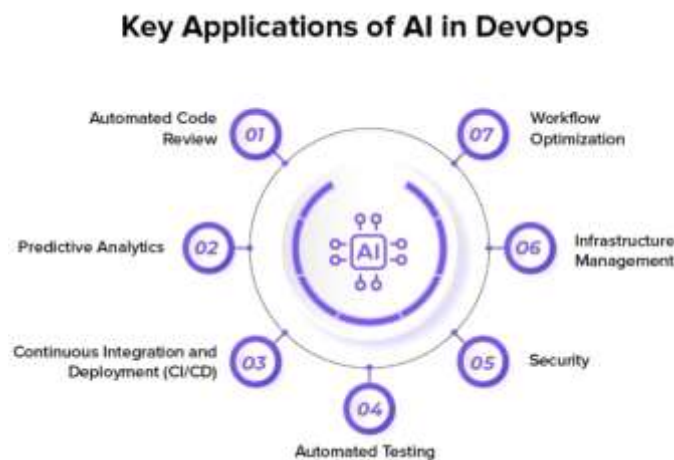 Key Applications of AI in DevOps
01
Automated Code
Review
02
Predictive Analytics
03
Continuous Integration and
Deployment (CI/CD)
04
Automated Testing
05
Security
06
Infrastructure
Management
07
Workflow
Optimization
AI